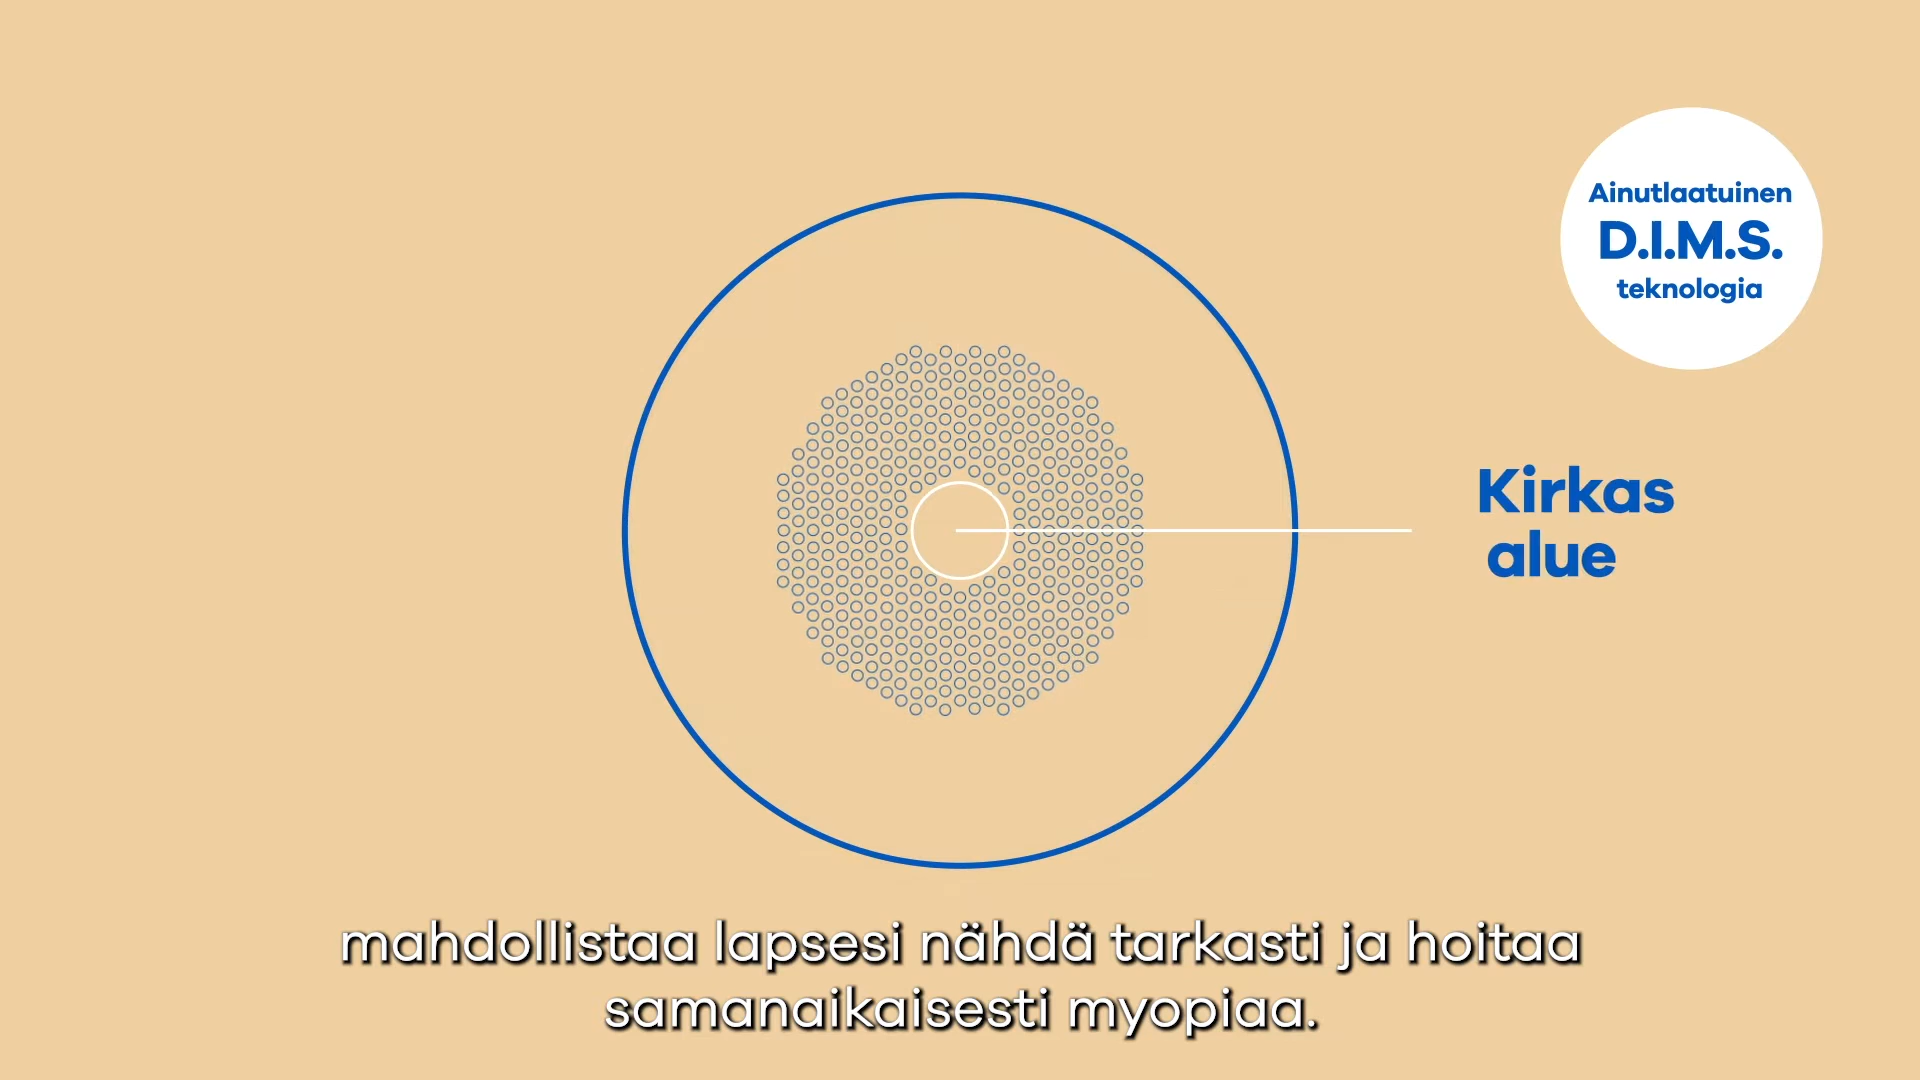 Ainutlaatuinen
D.I.M.S.
teknologia
Kirkas
alue
mahdollistaa lapsesi nähdä tarkasti ja hoitaa
samanaikaisesti myopiaa.